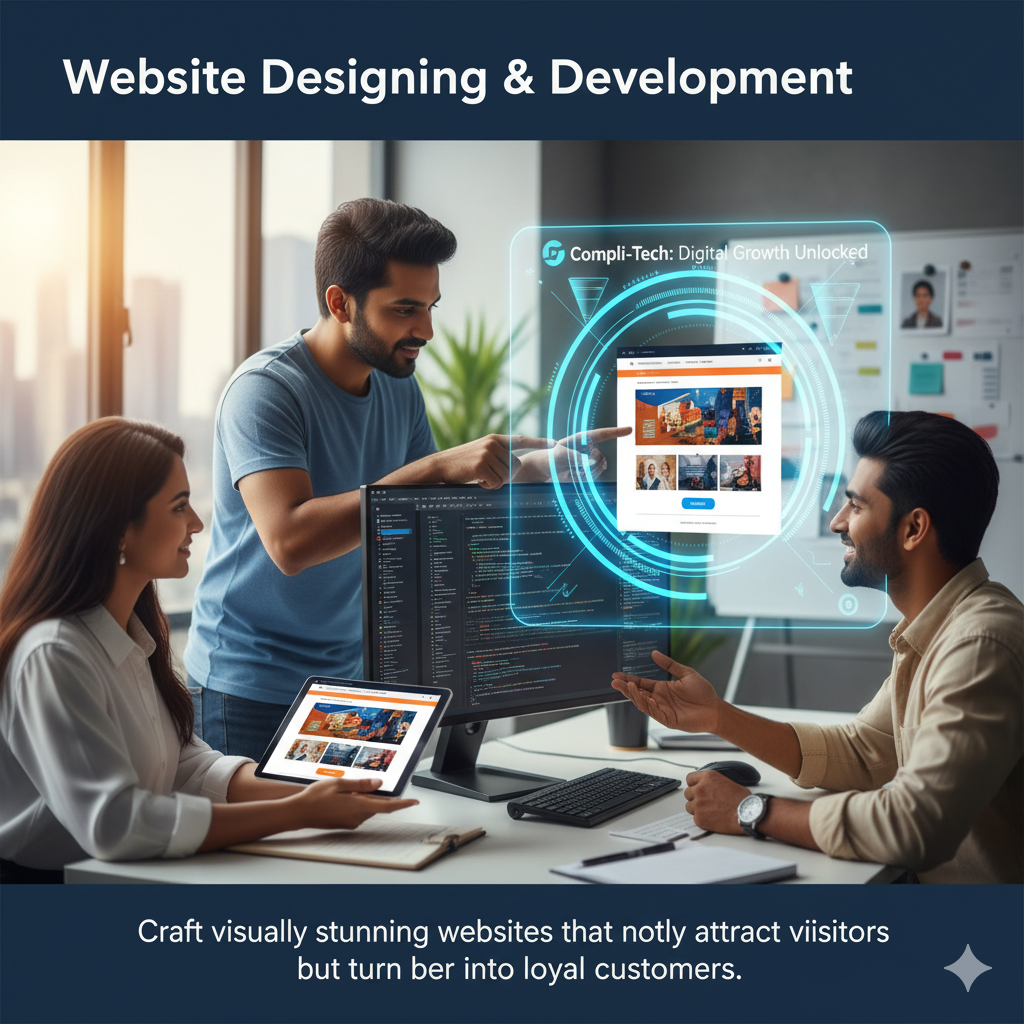 Website Designing & Development
Compli-Tech: Digital Growth Unlocked
Craft visually stunning websites that notly attract viisitors
but turn ber into loyal customers.